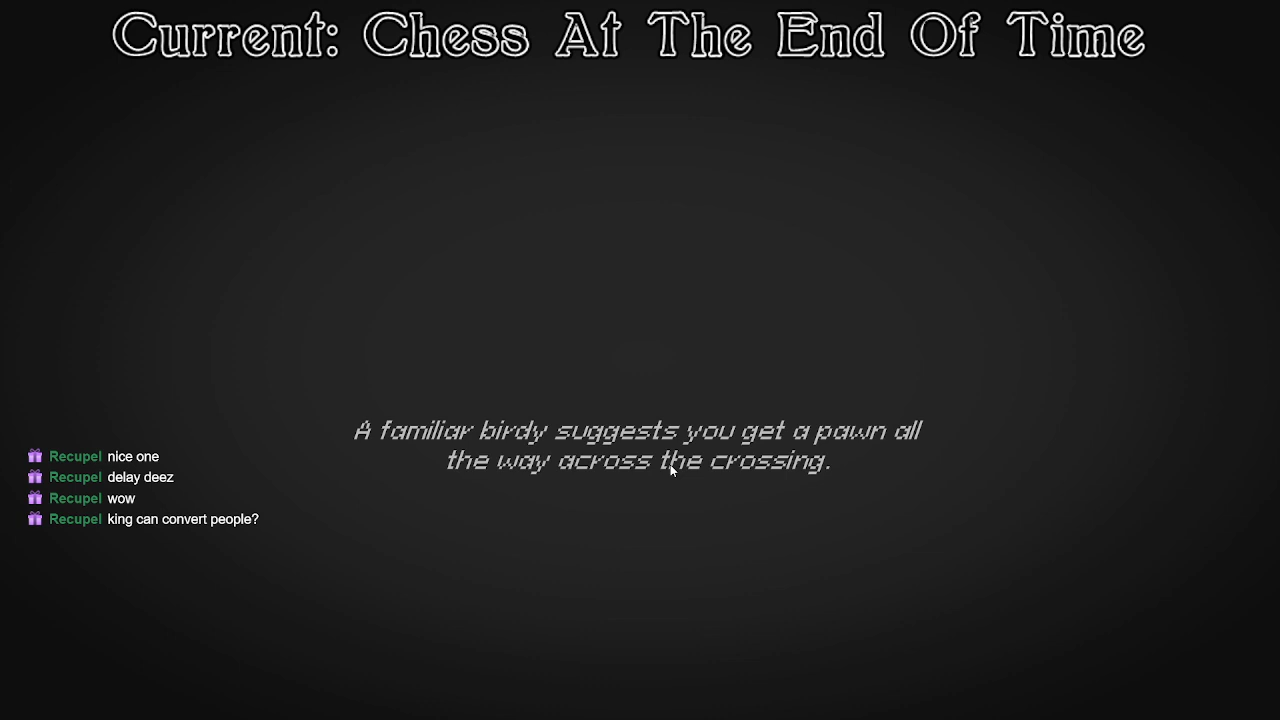 Current: Chess At The End Of Time
A familiar birdy suggests you get a pawn all
the way across the crossing.
Recupel nice one
Recupel delay deez
Recupel wow
Recupel king can convert people?